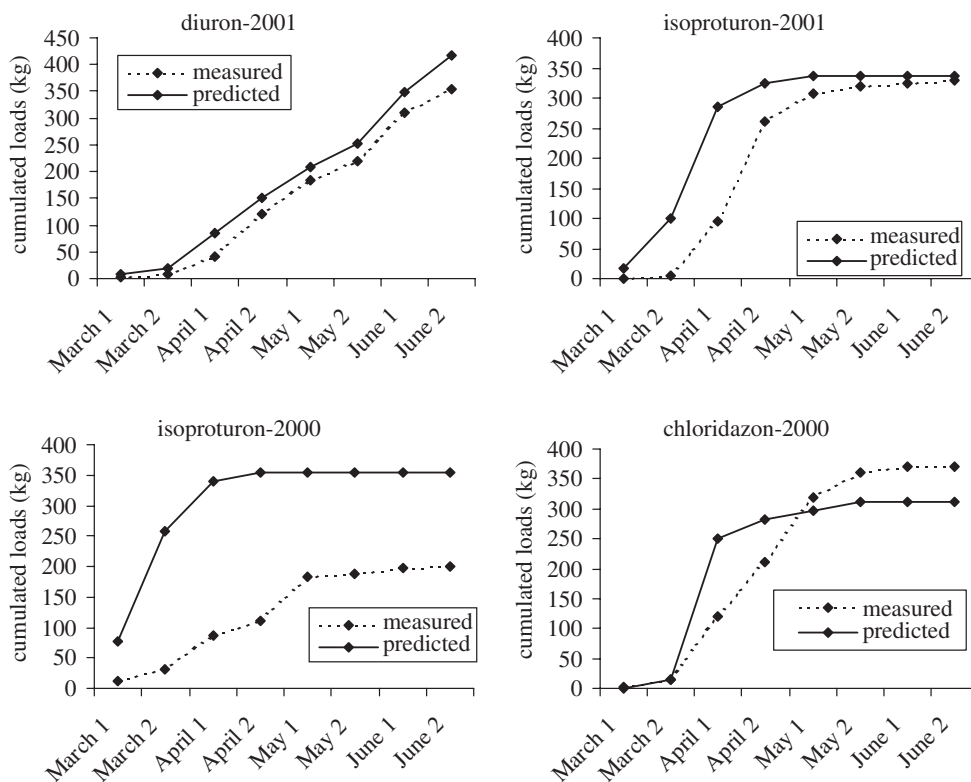 diuron-2001
cumulated loads (kg)
450
400
350
300
250
200
150
100
50
0
measured
predicted
March 1
March 2
April 1
April 2
May 1
May 2
June 1
June 2
isoproturon-2001
cumulated loads (kg)
400
350
300
250
200
150
100
50
0
measured
predicted
March 1
March 2
April 1
April 2
May 1
May 2
June 1
June 2
isoproturon-2000
cumulated loads (kg)
400
350
300
250
200
150
100
50
0
measured
predicted
March 1
March 2
April 1
April 2
May 1
May 2
June 1
June 2
chloridazon-2000
cumulated loads (kg)
400
350
300
250
200
150
100
50
0
measured
predicted
March 1
March 2
April 1
April 2
May 1
May 2
June 1
June 2